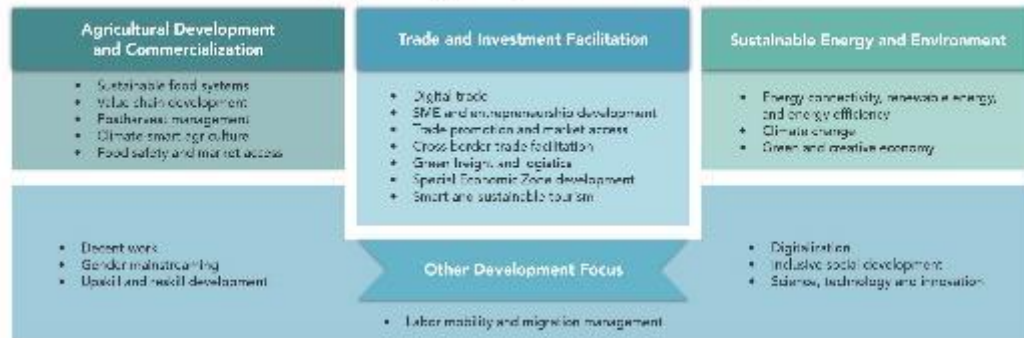 Agricultural Development
and Commercialization
• Sustainable food systems
• Value chain development
• Postharvest management
• Climate-smart agriculture
• Food safety and market access
Trade and Investment Facilitation
• Digital trade
• SME and entrepreneurship development
• Trade promotion and market access
• Cross border trade facilitation
• Green freight and logistics
• Special Economic Zone development
• Smart and sustainable tourism
Sustainable Energy and Environment
• Energy connectivity, renewable energy,
and energy efficiency
• Climate change
• Green and creative economy
Other Development Focus
• Decent work
• Gender mainstreaming
• Upskill and reskill development
• Labor mobility and migration management
• Digitalization
• Inclusive social development
• Science, technology and innovation